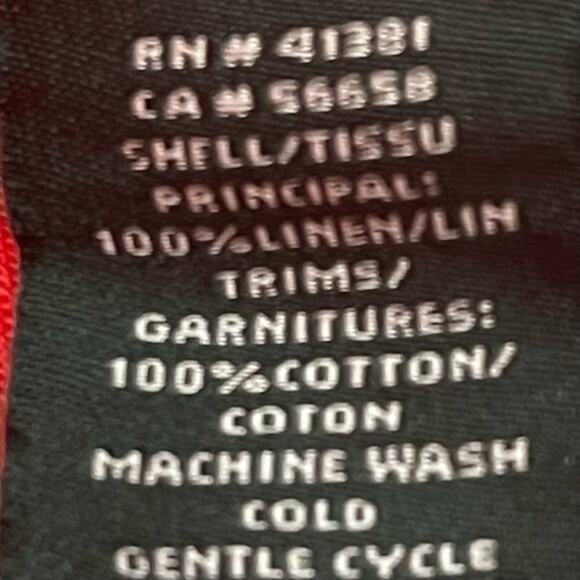 RN # 41381
CA # 56658
SHELL/TISSU
PRINCIPAL:
100%LINEN/LIN
TRIMS/
GARNITURES:
100%COTTON/
COTON
MACHINE WASH
COLD
GENTLE CYCLE